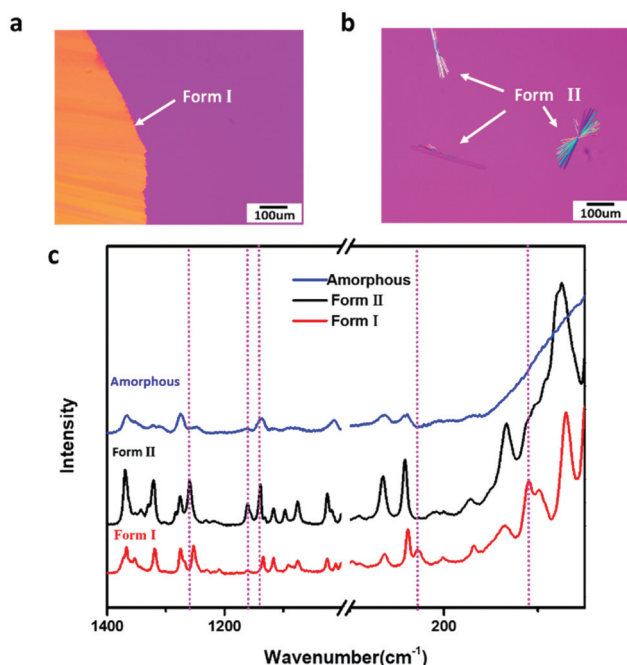 a
Form I
100um
b
Form II
100um
c
Intensity
Amorphous
Form II
Form I
Amorphous
Form II
Form I
1400
1200
200
Wavenumber(cm⁻¹)